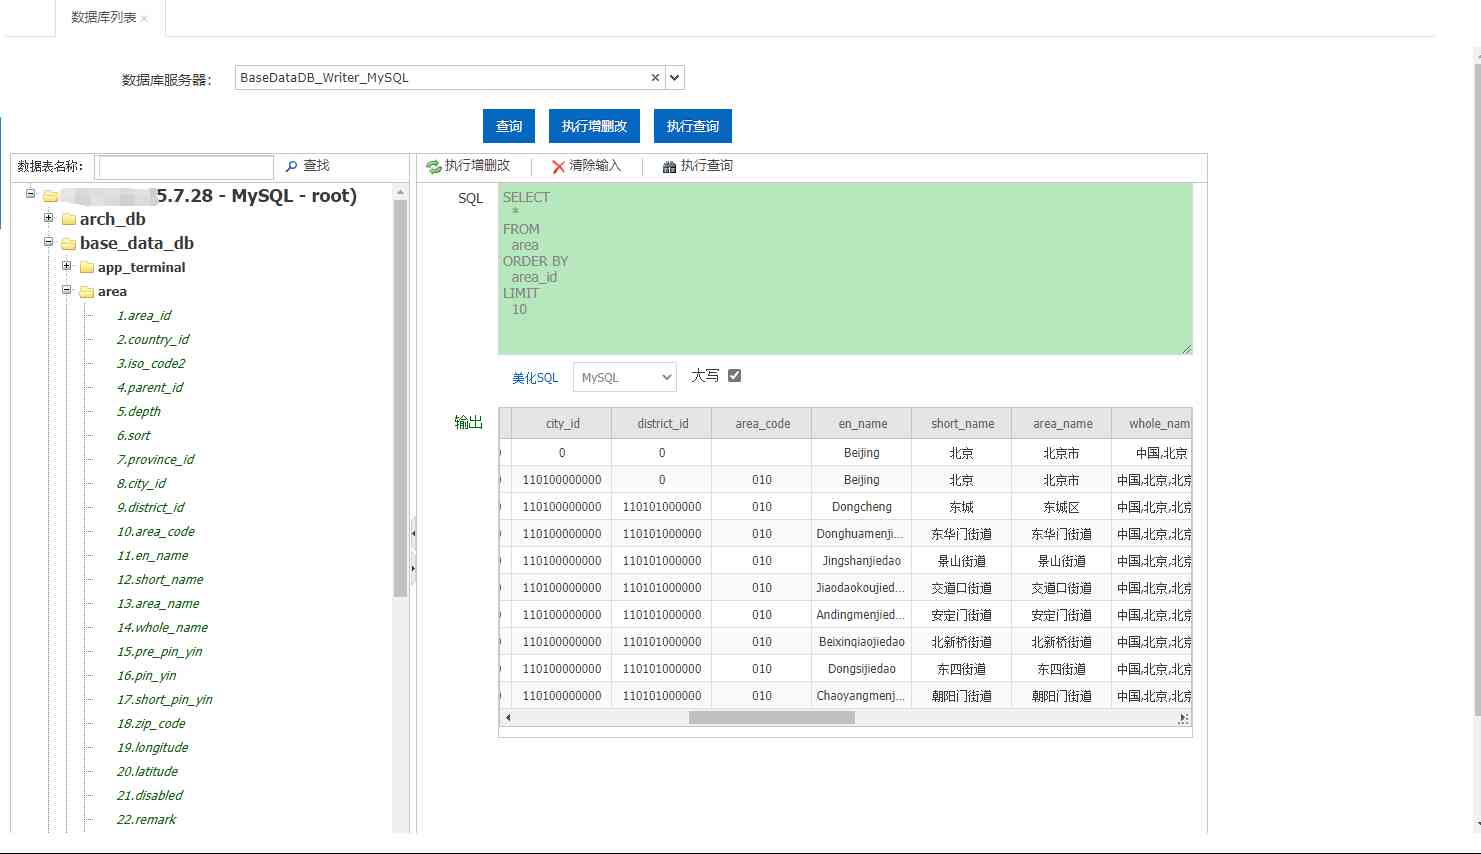 数据库列表
数据库服务器：
BaseDataDB_Writer_MySQL
查询 执行增删改 执行查询
数据表名称： 查找
5.7.28 - MySQL - root)
arch_db
base_data_db
app_terminal
area
1.area_id
2.country_id
3.iso_code2
4.parent_id
5.depth
6.sort
7.province_id
8.city_id
9.district_id
10.area_code
11.en_name
12.short_name
13.area_name
14.whole_name
15.pre_pin_yin
16.pin_yin
17.short_pin_yin
18.zip_code
19.longitude
20.latitude
21.disabled
22.remark
执行增删改 清除输入 执行查询
SQL
SELECT
*
FROM
area
ORDER BY
area_id
LIMIT
10
美化SQL MySQL 大写
输出
city_id district_id area_code en_name short_name area_name whole_nam
0 0 Beijing 北京 北京市 中国,北京
110100000000 0 010 Beijing 北京 北京市 中国,北京,北京
110100000000 110101000000 010 Dongcheng 东城 东城区 中国,北京,北京
110100000000 110101000000 010 Donghuamenji... 东华门街道 东华门街道 中国,北京,北京
110100000000 110101000000 010 Jingshanjiedao 景山街道 景山街道 中国,北京,北京
110100000000 110101000000 010 Jiaodaokoujied... 交道口街道 交道口街道 中国,北京,北京
110100000000 110101000000 010 Andingmenjied... 安定门街道 安定门街道 中国,北京,北京
110100000000 110101000000 010 Beixinqiaojiedao 北新桥街道 北新桥街道 中国,北京,北京
110100000000 110101000000 010 Dongsijiedao 东四街道 东四街道 中国,北京,北京
110100000000 110101000000 010 Chaoyangmenj... 朝阳门街道 朝阳门街道 中国,北京,北京